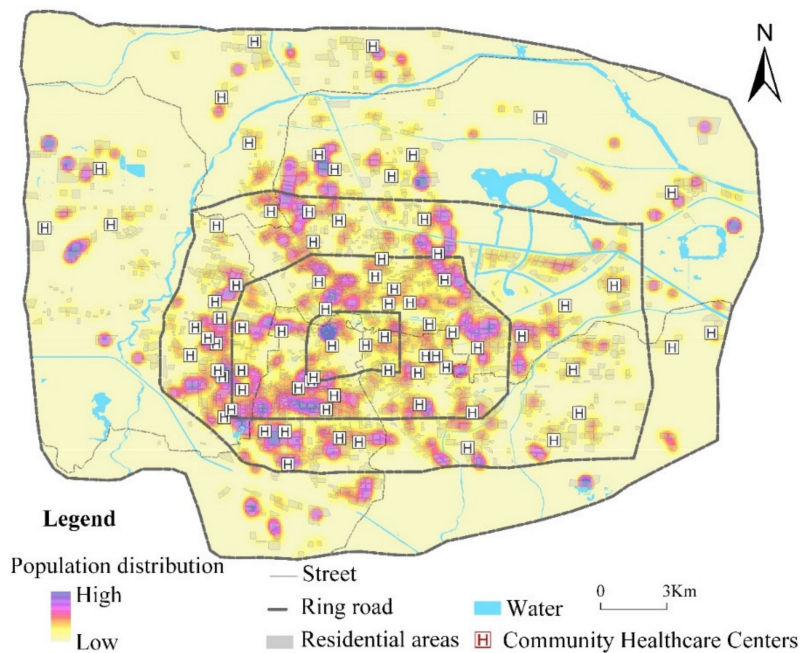 N
Legend
Population distribution
High
Low
Street
Ring road
Residential areas
0 3Km
Water
H Community Healthcare Centers